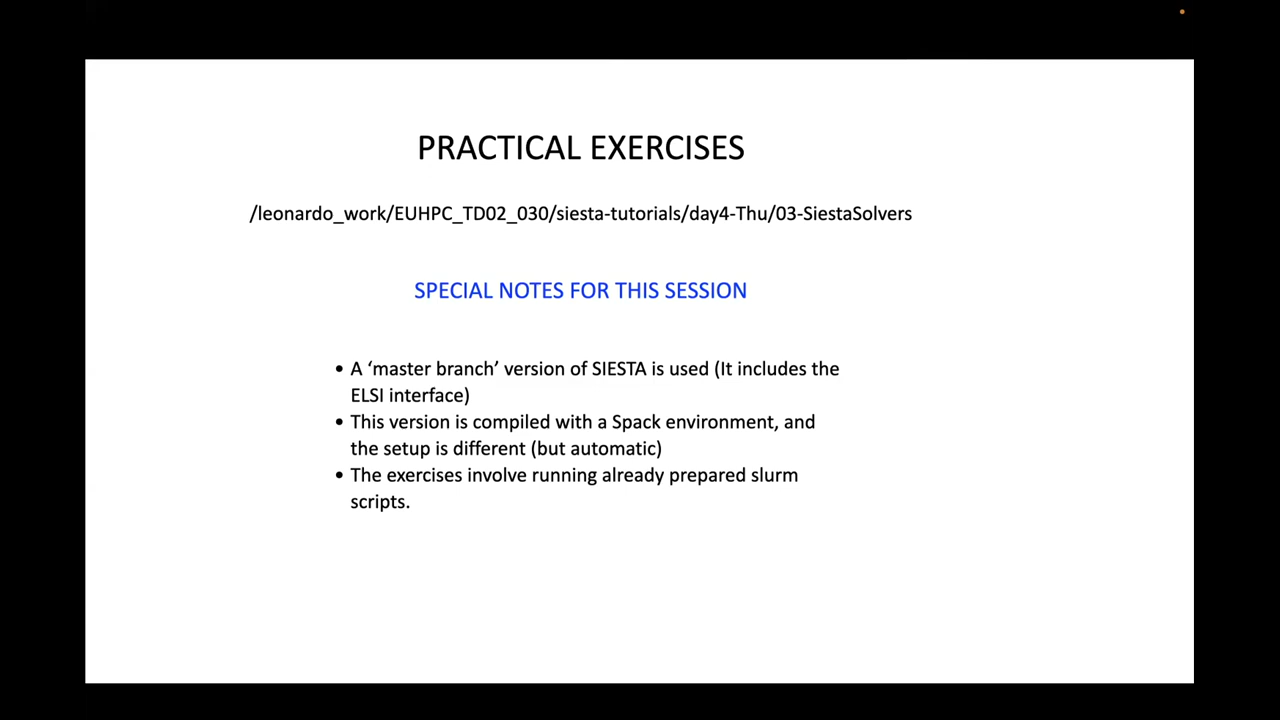 PRACTICAL EXERCISES
/leonardo_work/EUHPC_TD02_030/siesta-tutorials/day4-Thu/03-SiestaSolvers
SPECIAL NOTES FOR THIS SESSION
• A ‘master branch’ version of SIESTA is used (It includes the
ELSI interface)
• This version is compiled with a Spack environment, and
the setup is different (but automatic)
• The exercises involve running already prepared slurm
scripts.